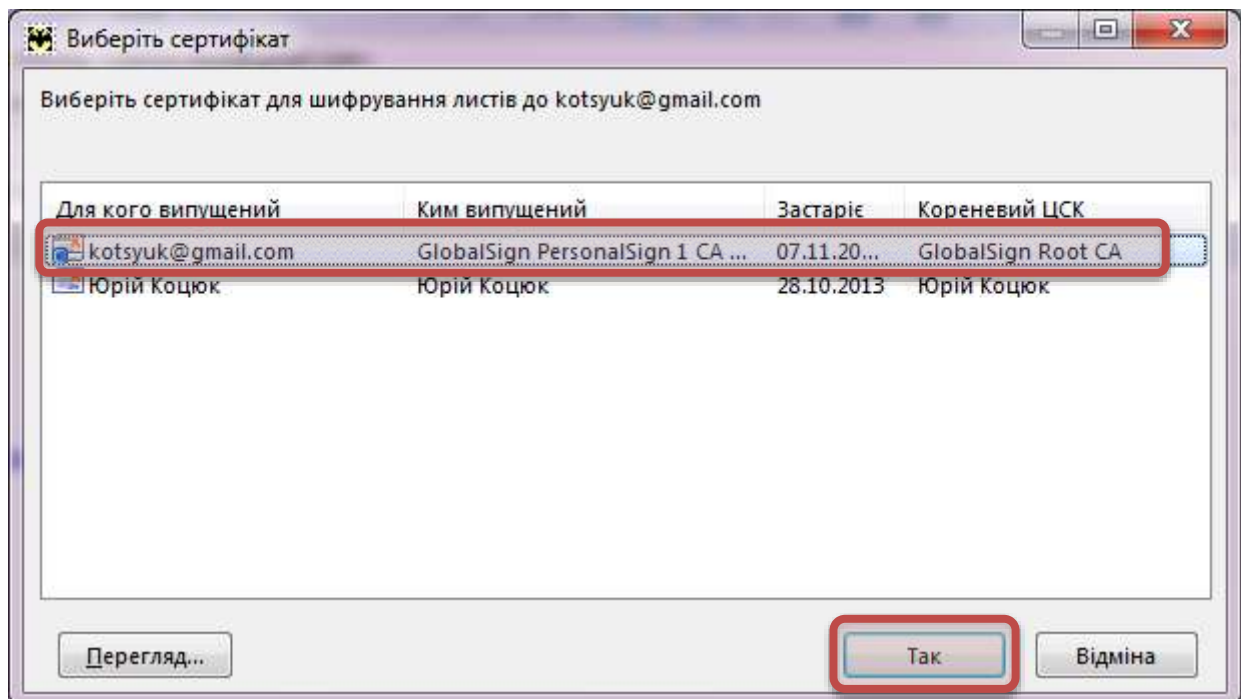 Виберіть сертифікат
Виберіть сертифікат для шифрування листів до kotsyuk@gmail.com
Для кого випущений Ким випущений Застаріє Кореневий ЦСК
kotsyuk@gmail.com GlobalSign PersonalSign 1 CA ... 07.11.20... GlobalSign Root CA
Юрій Коцюк Юрій Коцюк 28.10.2013 Юрій Коцюк
Перегляд... Так Відміна